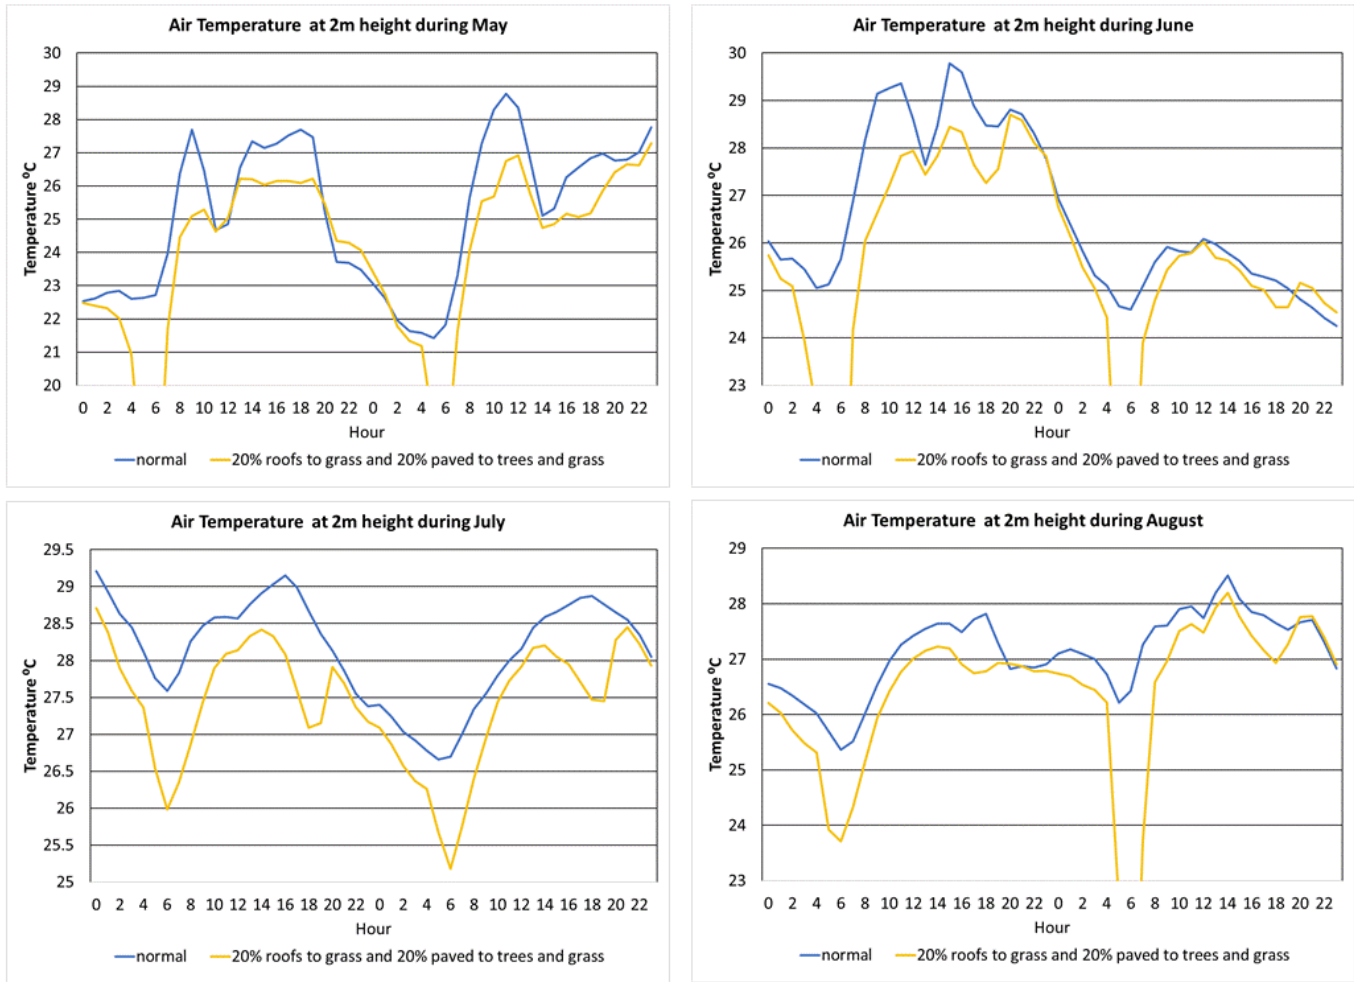 Air Temperature at 2m height during May
Temperature ºC
30
29
28
27
26
25
24
23
22
21
20
0 2 4 6 8 10 12 14 16 18 20 22 0 2 4 6 8 10 12 14 16 18 20 22
Hour
normal 20% roofs to grass and 20% paved to trees and grass
Air Temperature at 2m height during June
Temperature ºC
30
29
28
27
26
25
24
23
0 2 4 6 8 10 12 14 16 18 20 22 0 2 4 6 8 10 12 14 16 18 20 22
Hour
normal 20% roofs to grass and 20% paved to trees and grass
Air Temperature at 2m height during July
Temperature ºC
29.5
29
28.5
28
27.5
27
26.5
26
25.5
25
0 2 4 6 8 10 12 14 16 18 20 22 0 2 4 6 8 10 12 14 16 18 20 22
Hour
normal 20% roofs to grass and 20% paved to trees and grass
Air Temperature at 2m height during August
Temperature ºC
29
28
27
26
25
24
23
0 2 4 6 8 10 12 14 16 18 20 22 0 2 4 6 8 10 12 14 16 18 20 22
Hour
normal 20% roofs to grass and 20% paved to trees and grass